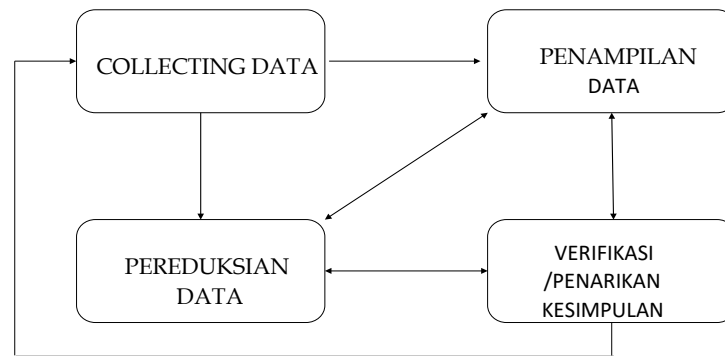 COLLECTING DATA
PENAMPILAN
DATA
PEREDUKSIAN
DATA
VERIFIKASI
/PENARIKAN
KESIMPULAN